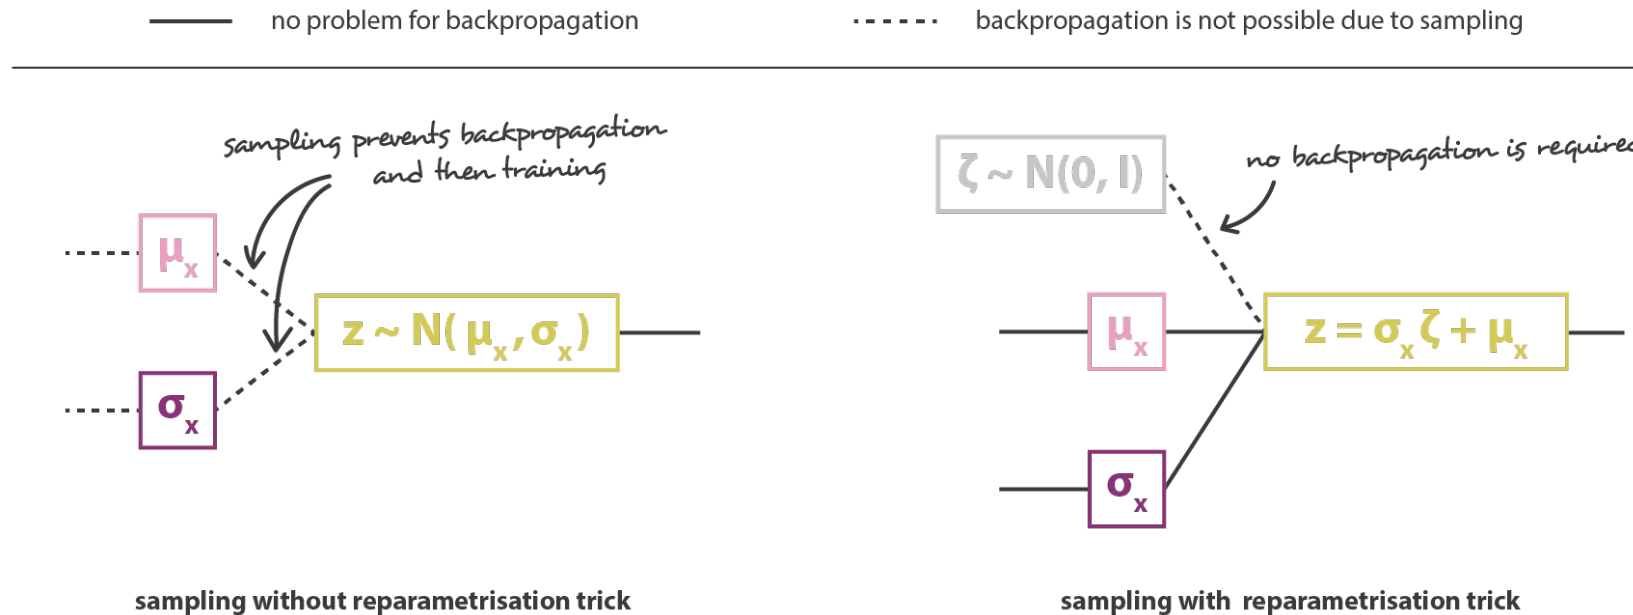 no problem for backpropagation
backpropagation is not possible due to sampling
sampling prevents backpropagation
and then training
μx
σx
z ~ N( μx , σx )
sampling without reparametrisation trick
ζ ~ N(0, I)
no backpropagation is required
μx
σx
z = σx ζ + μx
sampling with reparametrisation trick